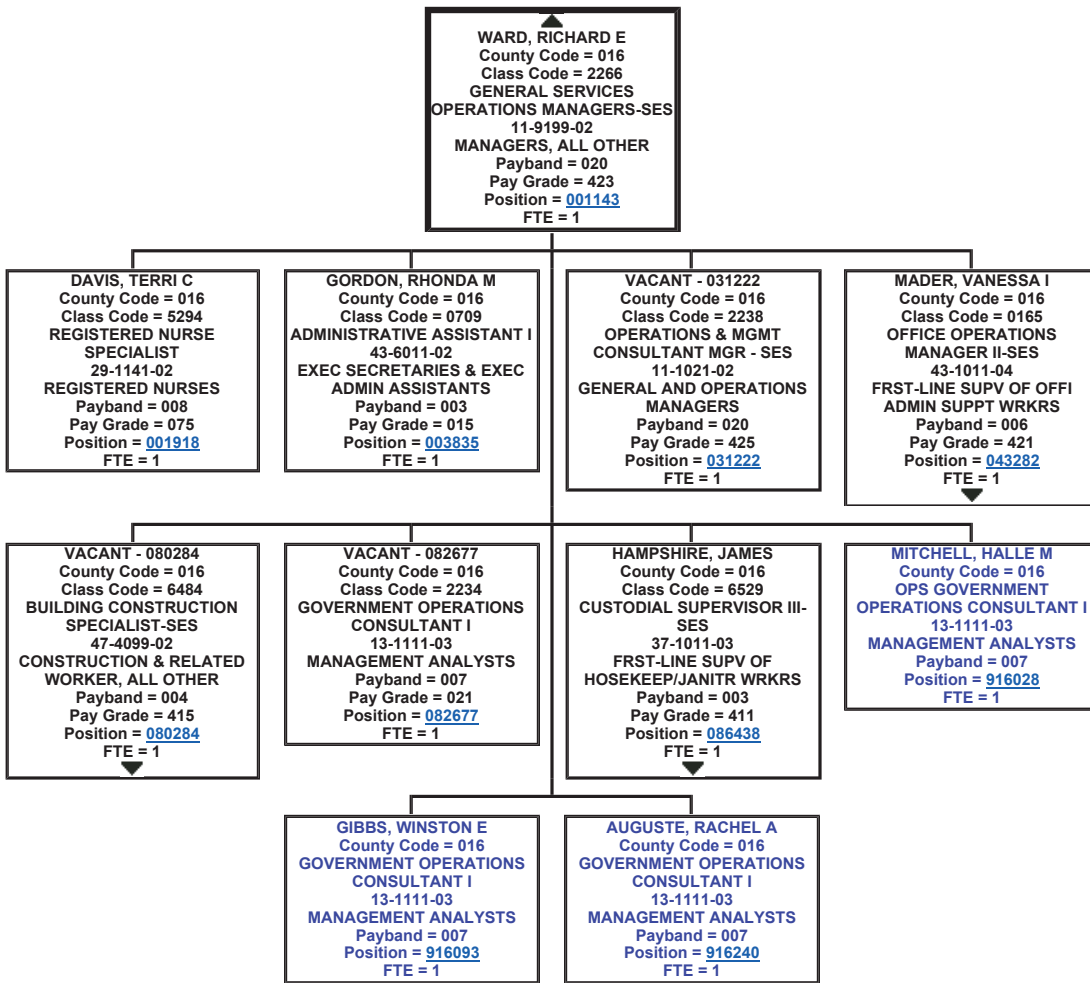 WARD, RICHARD E
County Code = 016
Class Code = 2266
GENERAL SERVICES
OPERATIONS MANAGERS-SES
11-9199-02
MANAGERS, ALL OTHER
Payband = 020
Pay Grade = 423
Position = 001143
FTE = 1
DAVIS, TERRI C
County Code = 016
Class Code = 5294
REGISTERED NURSE
SPECIALIST
29-1141-02
REGISTERED NURSES
Payband = 008
Pay Grade = 075
Position = 001918
FTE = 1
GORDON, RHONDA M
County Code = 016
Class Code = 0709
ADMINISTRATIVE ASSISTANT I
43-6011-02
EXEC SECRETARIES & EXEC
ADMIN ASSISTANTS
Payband = 003
Pay Grade = 015
Position = 003835
FTE = 1
VACANT - 031222
County Code = 016
Class Code = 2238
OPERATIONS & MGMT
CONSULTANT MGR - SES
11-1021-02
GENERAL AND OPERATIONS
MANAGERS
Payband = 020
Pay Grade = 425
Position = 031222
FTE = 1
MADER, VANESSA I
County Code = 016
Class Code = 0165
OFFICE OPERATIONS
MANAGER II-SES
43-1011-04
FRST-LINE SUPV OF OFFI
ADMIN SUPPT WRKRS
Payband = 006
Pay Grade = 421
Position = 043282
FTE = 1
VACANT - 080284
County Code = 016
Class Code = 6484
BUILDING CONSTRUCTION
SPECIALIST-SES
47-4099-02
CONSTRUCTION & RELATED
WORKER, ALL OTHER
Payband = 004
Pay Grade = 415
Position = 080284
FTE = 1
VACANT - 082677
County Code = 016
Class Code = 2234
GOVERNMENT OPERATIONS
CONSULTANT I
13-1111-03
MANAGEMENT ANALYSTS
Payband = 007
Pay Grade = 021
Position = 082677
FTE = 1
HAMPSHIRE, JAMES
County Code = 016
Class Code = 6529
CUSTODIAL SUPERVISOR III-
SES
37-1011-03
FRST-LINE SUPV OF
HOSEKEEP/JANITR WRKRS
Payband = 003
Pay Grade = 411
Position = 086438
FTE = 1
MITCHELL, HALLE M
County Code = 016
OPS GOVERNMENT
OPERATIONS CONSULTANT I
13-1111-03
MANAGEMENT ANALYSTS
Payband = 007
Position = 916028
FTE = 1
GIBBS, WINSTON E
County Code = 016
GOVERNMENT OPERATIONS
CONSULTANT I
13-1111-03
MANAGEMENT ANALYSTS
Payband = 007
Position = 916093
FTE = 1
AUGUSTE, RACHEL A
County Code = 016
GOVERNMENT OPERATIONS
CONSULTANT I
13-1111-03
MANAGEMENT ANALYSTS
Payband = 007
Position = 916240
FTE = 1